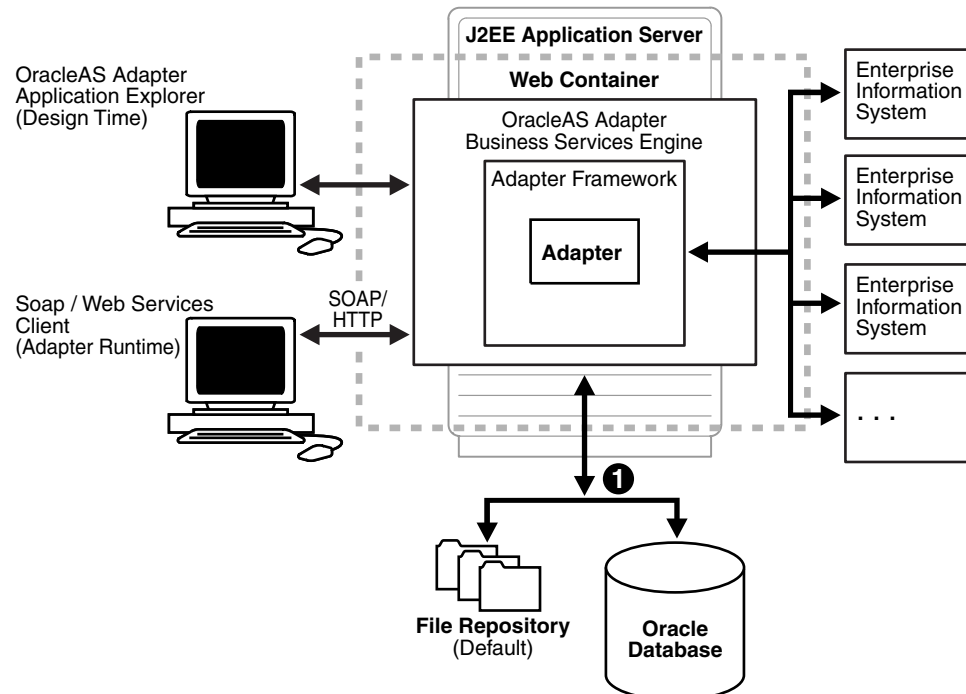 J2EE Application Server
Web Container
OracleAS Adapter
Application Explorer
(Design Time)
OracleAS Adapter
Business Services Engine
Adapter Framework
Adapter
Soap / Web Services
Client
(Adapter Runtime)
SOAP/
HTTP
Enterprise
Information
System
Enterprise
Information
System
Enterprise
Information
System
. . .
1
File Repository
(Default)
Oracle
Database